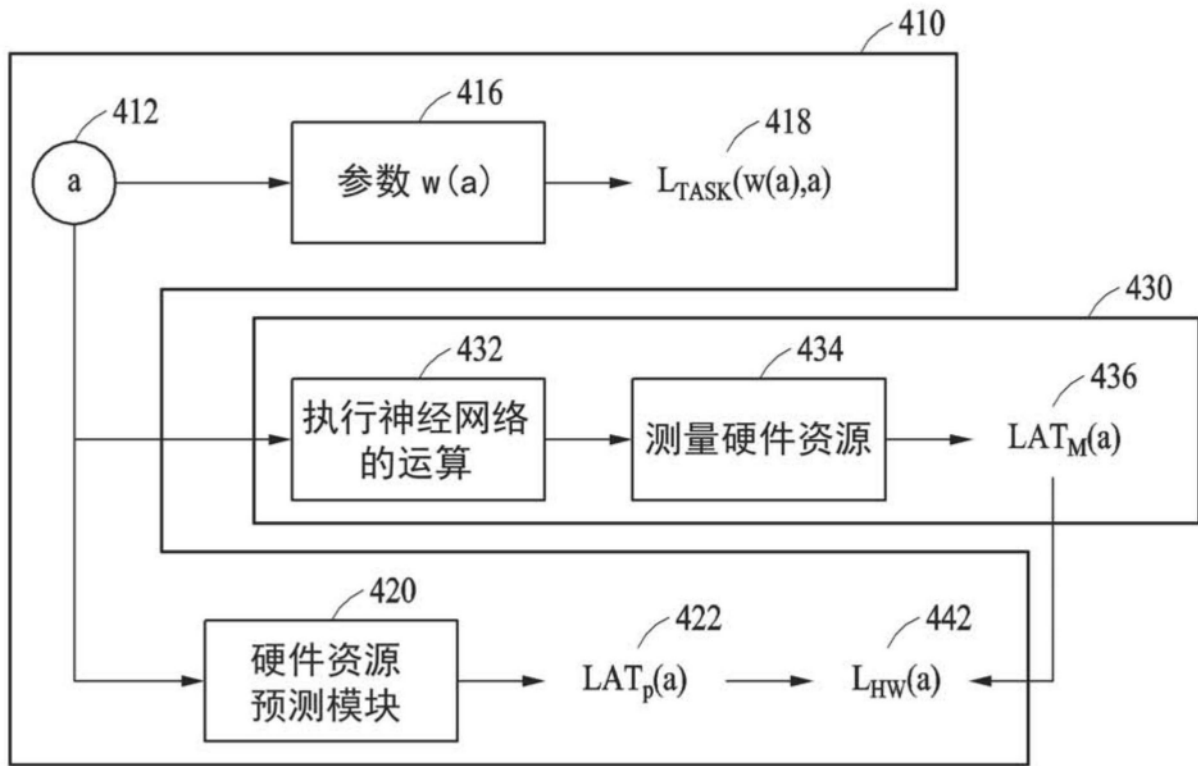 410
412
416
418
a
参数 w(a)
L_TASK(w(a),a)
430
432
434
436
执行神经网络
的运算
测量硬件资源
LAT_M(a)
420
422
442
硬件资源
预测模块
LAT_p(a)
L_HW(a)